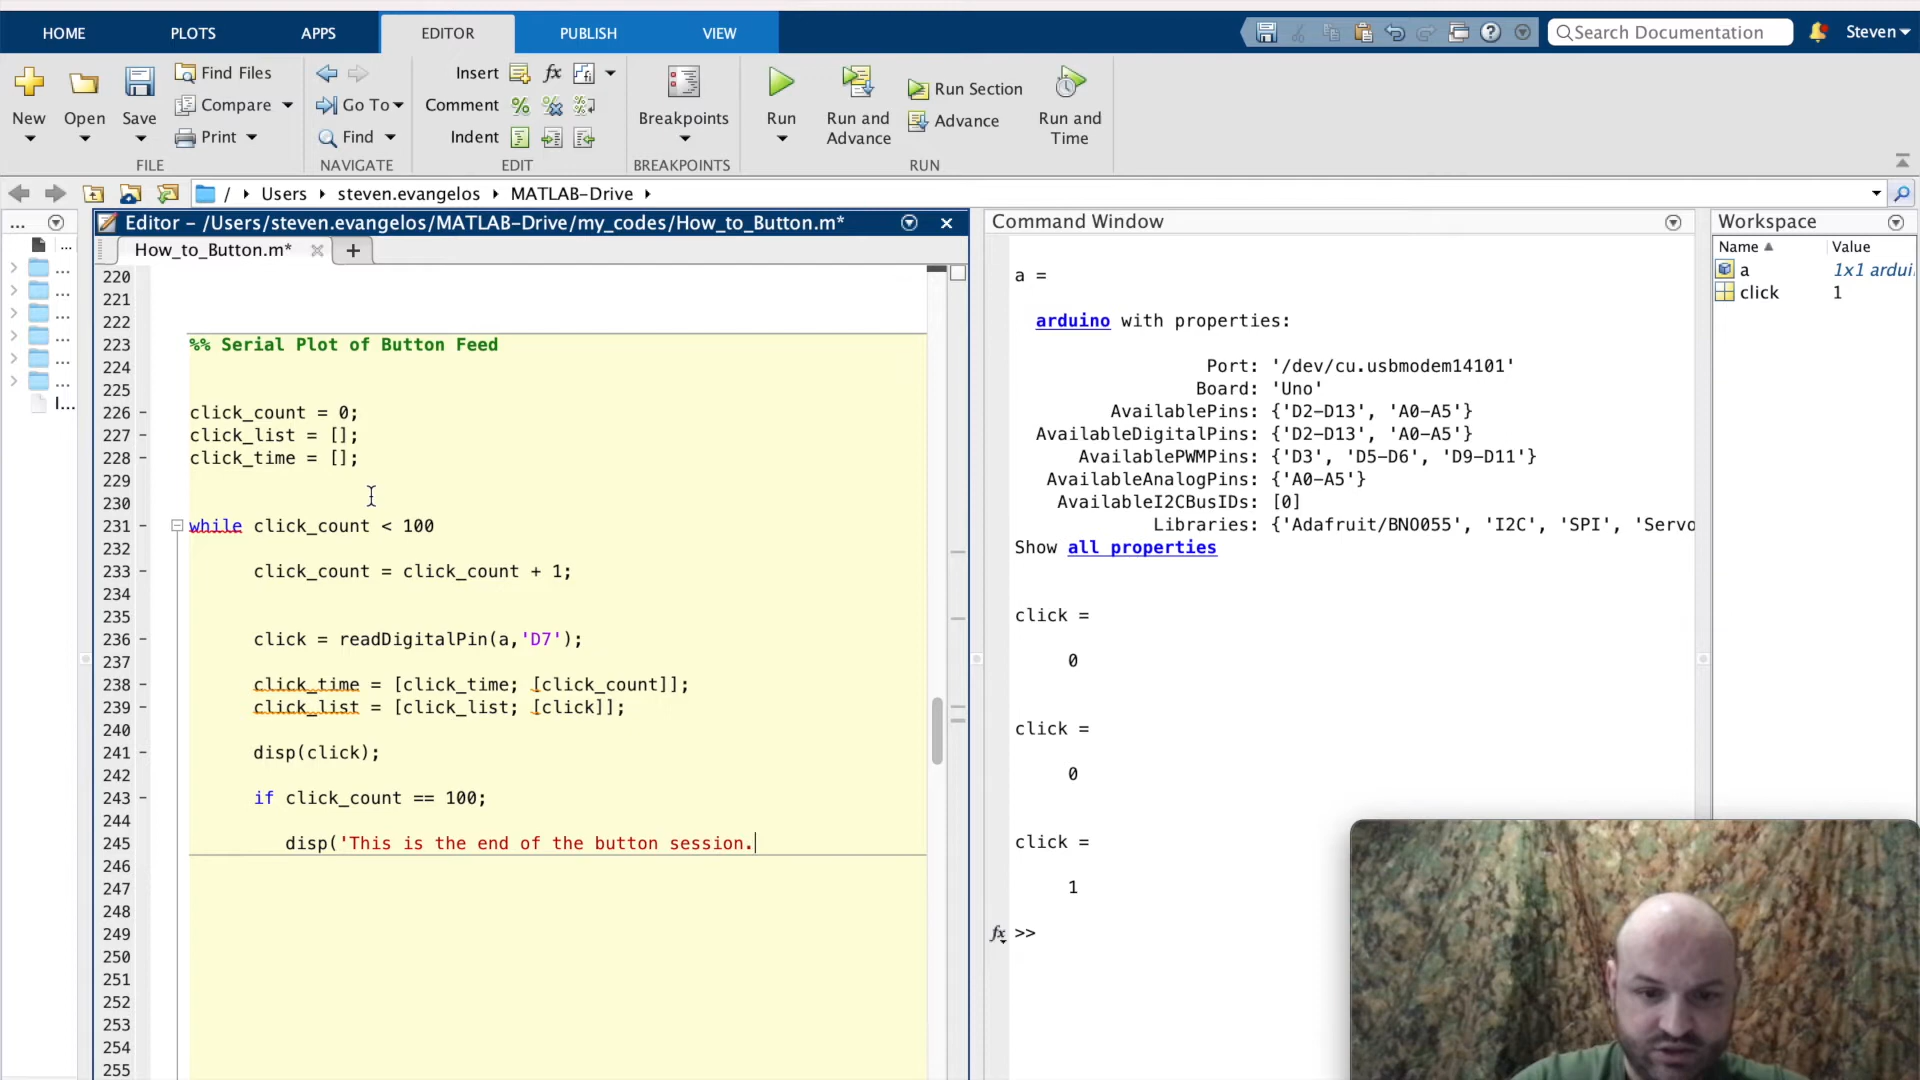 HOME PLOTS APPS EDITOR PUBLISH VIEW Search Documentation Steven
New Open Save Find Files Compare Print
FILE
Go To Find
NAVIGATE
Insert fx
Comment
Indent
EDIT
Breakpoints
BREAKPOINTS
Run Run and Advance Run Section Advance Run and Time
RUN
/ Users steven.evangelos MATLAB-Drive
Editor - /Users/steven.evangelos/MATLAB-Drive/my_codes/How_to_Button.m*
How_to_Button.m*
220
221
222
223 %% Serial Plot of Button Feed
224
225
226 click_count = 0;
227 click_list = [];
228 click_time = [];
229
230
231 while click_count < 100
232
233 click_count = click_count + 1;
234
235
236 click = readDigitalPin(a,'D7');
237
238 click_time = [click_time; [click_count]];
239 click_list = [click_list; [click]];
240
241 disp(click);
242
243 if click_count == 100;
244
245 disp('This is the end of the button session.
246
247
248
249
250
251
252
253
254
255
Command Window
a =
arduino with properties:
Port: '/dev/cu.usbmodem14101'
Board: 'Uno'
AvailablePins: {'D2-D13', 'A0-A5'}
AvailableDigitalPins: {'D2-D13', 'A0-A5'}
AvailablePWMPins: {'D3', 'D5-D6', 'D9-D11'}
AvailableAnalogPins: {'A0-A5'}
AvailableI2CBusIDs: [0]
Libraries: {'Adafruit/BNO055', 'I2C', 'SPI', 'Servo
Show all properties
click =
0
click =
0
click =
1
fx >>
Workspace
Name Value
a 1x1 ardui
click 1